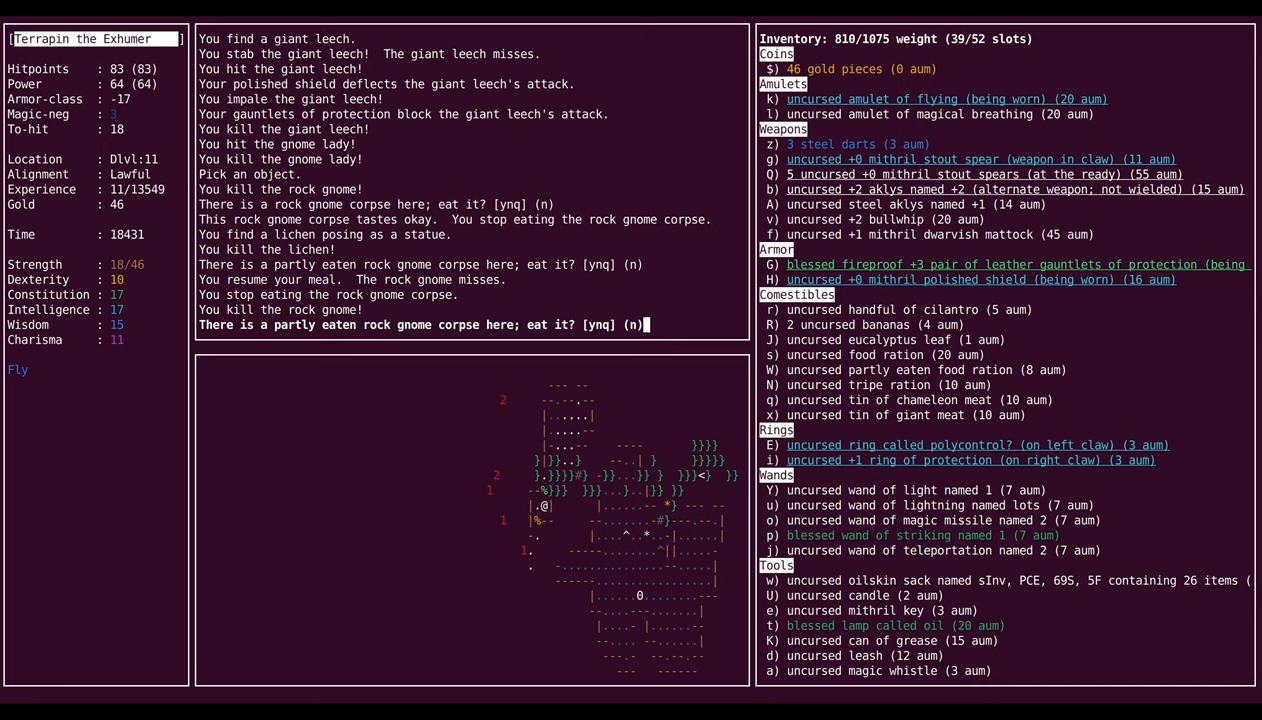 [Terrapin the Exhumer ]
Hitpoints : 83 (83)
Power : 64 (64)
Armor-class : -17
Magic-neg : 3
To-hit : 18
Location : Dlvl:11
Alignment : Lawful
Experience : 11/13549
Gold : 46
Time : 18431
Strength : 18/46
Dexterity : 10
Constitution : 17
Intelligence : 17
Wisdom : 15
Charisma : 11
Fly
You find a giant leech.
You stab the giant leech! The giant leech misses.
You hit the giant leech!
Your polished shield deflects the giant leech's attack.
You impale the giant leech!
Your gauntlets of protection block the giant leech's attack.
You kill the giant leech!
You hit the gnome lady!
You kill the gnome lady!
Pick an object.
You kill the rock gnome!
There is a rock gnome corpse here; eat it? [ynq] (n)
This rock gnome corpse tastes okay. You stop eating the rock gnome corpse.
You find a lichen posing as a statue.
You kill the lichen!
There is a partly eaten rock gnome corpse here; eat it? [ynq] (n)
You resume your meal. The rock gnome misses.
You stop eating the rock gnome corpse.
You kill the rock gnome!
There is a partly eaten rock gnome corpse here; eat it? [ynq] (n)
Inventory: 810/1075 weight (39/52 slots)
Coins
$) 46 gold pieces (0 aum)
Amulets
k) uncursed amulet of flying (being worn) (20 aum)
l) uncursed amulet of magical breathing (20 aum)
Weapons
z) 3 steel darts (3 aum)
g) uncursed +0 mithril stout spear (weapon in claw) (11 aum)
Q) 5 uncursed +0 mithril stout spears (at the ready) (55 aum)
b) uncursed +2 aklys named +2 (alternate weapon; not wielded) (15 aum)
A) uncursed steel aklys named +1 (14 aum)
v) uncursed +2 bullwhip (20 aum)
f) uncursed +1 mithril dwarvish mattock (45 aum)
Armor
G) blessed fireproof +3 pair of leather gauntlets of protection (being
H) uncursed +0 mithril polished shield (being worn) (16 aum)
Comestibles
r) uncursed handful of cilantro (5 aum)
R) 2 uncursed bananas (4 aum)
J) uncursed eucalyptus leaf (1 aum)
s) uncursed food ration (20 aum)
W) uncursed partly eaten food ration (8 aum)
N) uncursed tripe ration (10 aum)
q) uncursed tin of chameleon meat (10 aum)
x) uncursed tin of giant meat (10 aum)
Rings
E) uncursed ring called polycontrol? (on left claw) (3 aum)
i) uncursed +1 ring of protection (on right claw) (3 aum)
Wands
Y) uncursed wand of light named 1 (7 aum)
u) uncursed wand of lightning named lots (7 aum)
o) uncursed wand of magic missile named 2 (7 aum)
p) blessed wand of striking named 1 (7 aum)
j) uncursed wand of teleportation named 2 (7 aum)
Tools
w) uncursed oilskin sack named sInv, PCE, 69S, 5F containing 26 items (
U) uncursed candle (2 aum)
e) uncursed mithril key (3 aum)
t) blessed lamp called oil (20 aum)
K) uncursed can of grease (15 aum)
d) uncursed leash (12 aum)
a) uncursed magic whistle (3 aum)